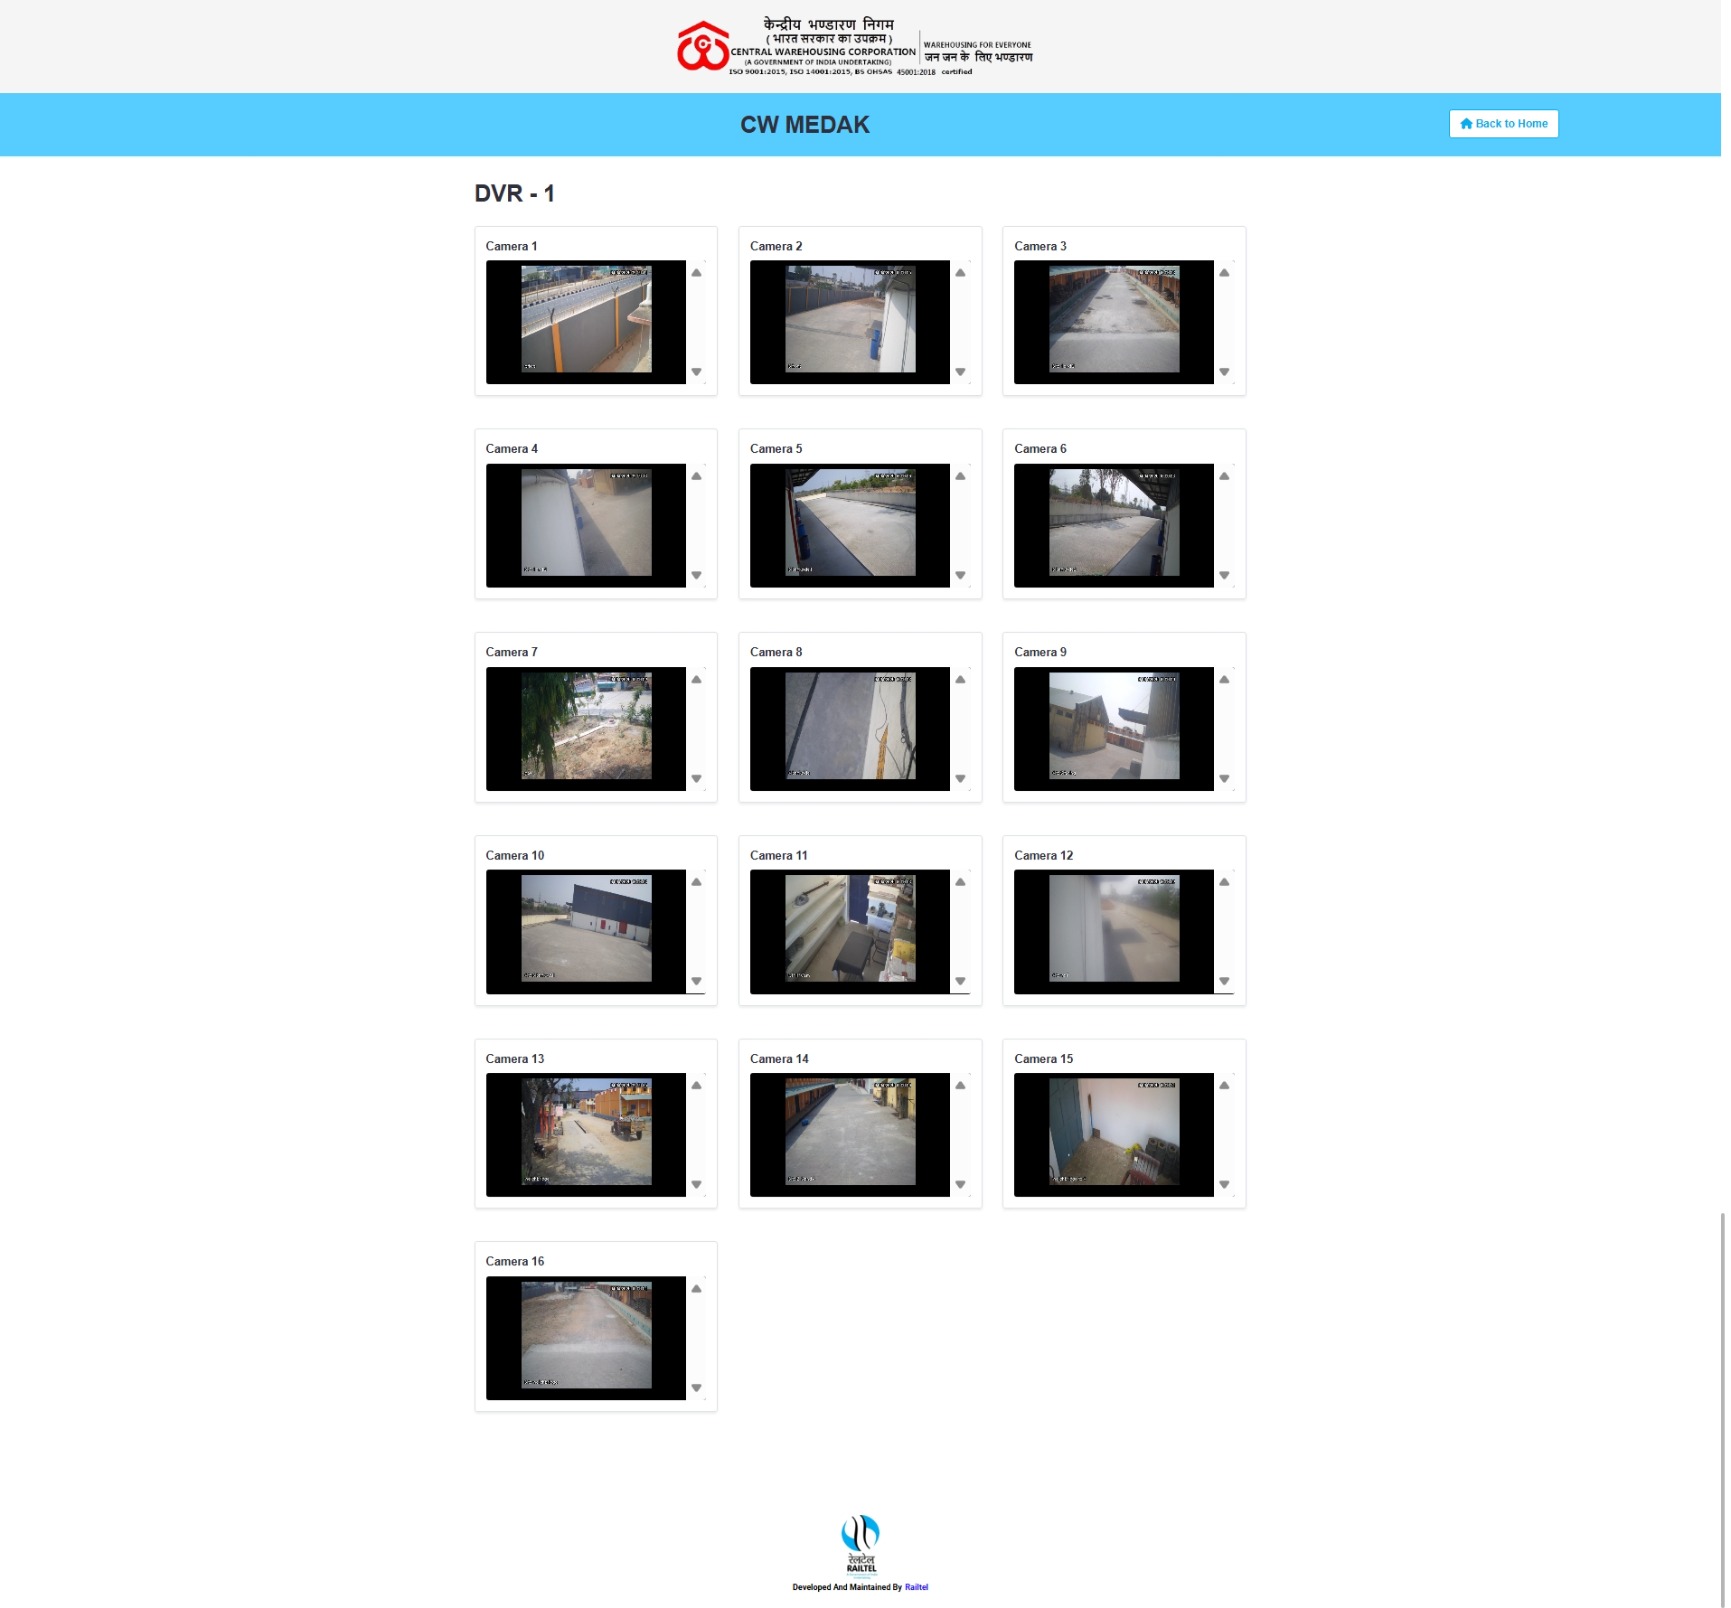 केन्द्रीय भण्डारण निगम
( भारत सरकार का उपक्रम )
CENTRAL WAREHOUSING CORPORATION
(A GOVERNMENT OF INDIA UNDERTAKING)
ISO 9001:2015, ISO 14001:2015, BS OHSAS 45001:2018 certified
WAREHOUSING FOR EVERYONE
जन जन के लिए भण्डारण
CW MEDAK
Back to Home
DVR - 1
Camera 1
Camera 2
Camera 3
Camera 4
Camera 5
Camera 6
Camera 7
Camera 8
Camera 9
Camera 10
Camera 11
Camera 12
Camera 13
Camera 14
Camera 15
Camera 16
रेलटेल
RAILTEL
Developed And Maintained By Railtel